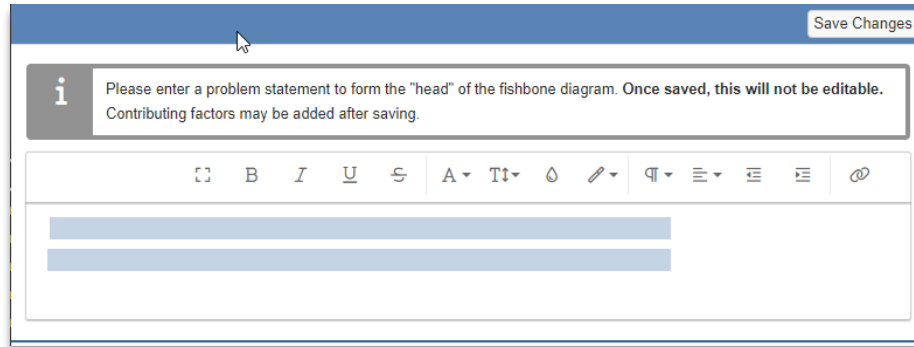 Save Changes
Please enter a problem statement to form the "head" of the fishbone diagram. Once saved, this will not be editable.
Contributing factors may be added after saving.